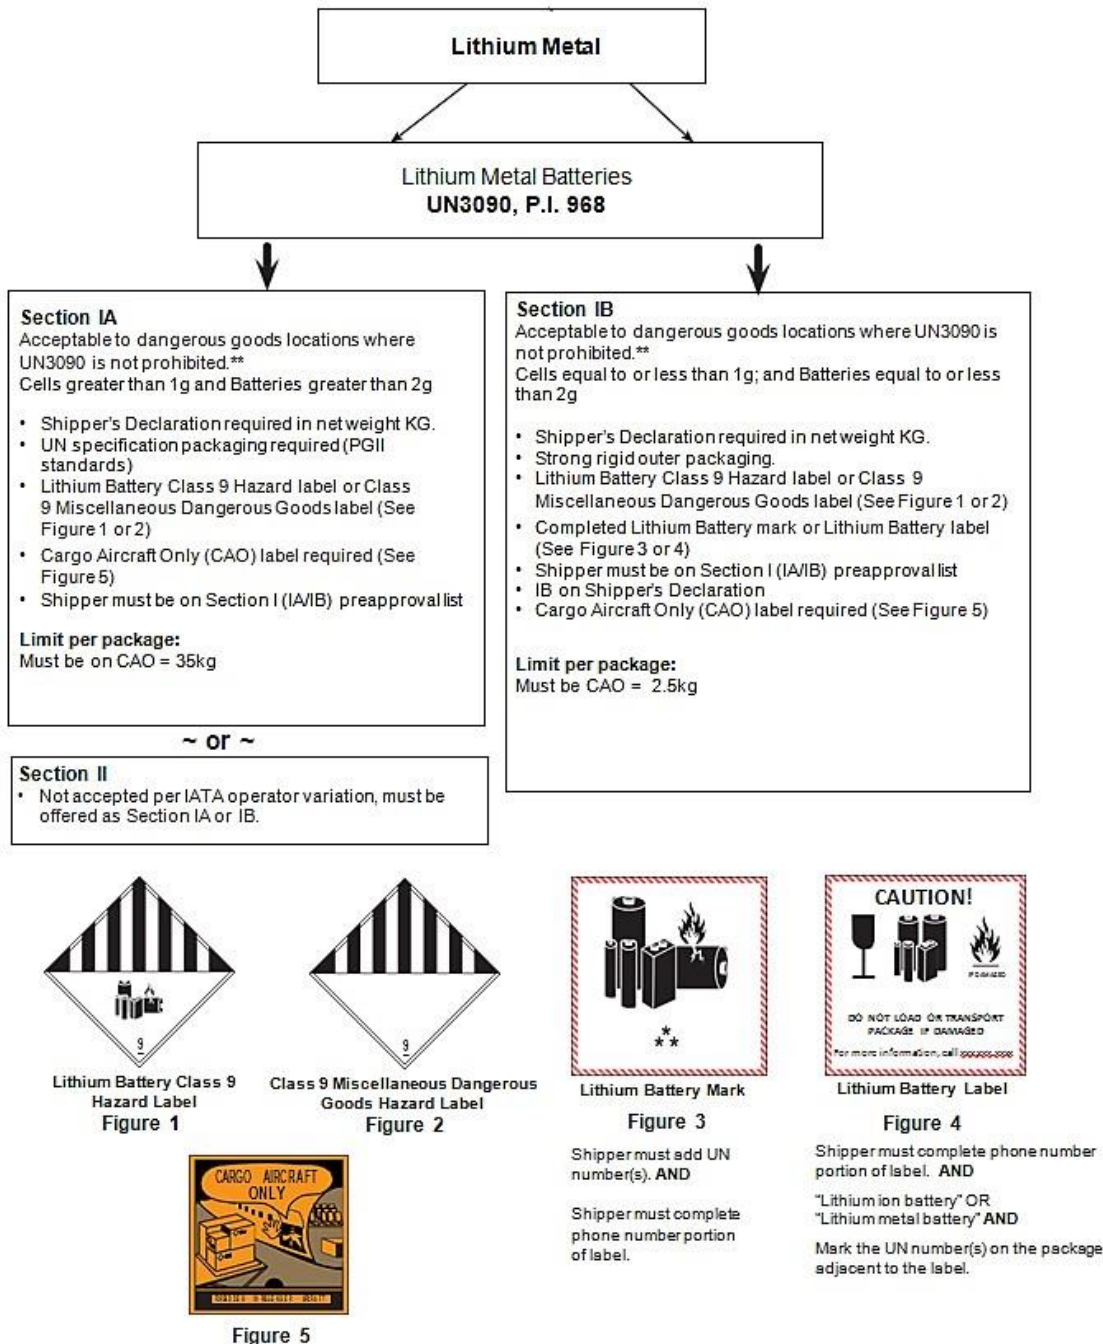 Lithium Metal
Lithium Metal Batteries
UN3090, P.I. 968
Section IA
Acceptable to dangerous goods locations where
UN3090 is not prohibited.**
Cells greater than 1g and Batteries greater than 2g
• Shipper's Declaration required in net weight KG.
• UN specification packaging required (PGII
standards)
• Lithium Battery Class 9 Hazard label or Class
9 Miscellaneous Dangerous Goods label (See
Figure 1 or 2)
• Cargo Aircraft Only (CAO) label required (See
Figure 5)
• Shipper must be on Section I (IA/IB) preapproval list
Limit per package:
Must be on CAO = 35kg
Section IB
Acceptable to dangerous goods locations where UN3090 is
not prohibited.**
Cells equal to or less than 1g; and Batteries equal to or less
than 2g
• Shipper's Declaration required in net weight KG.
• Strong rigid outer packaging.
• Lithium Battery Class 9 Hazard label or Class 9
Miscellaneous Dangerous Goods label (See Figure 1 or 2)
• Completed Lithium Battery mark or Lithium Battery label
(See Figure 3 or 4)
• Shipper must be on Section I (IA/IB) preapproval list
• IB on Shipper's Declaration
• Cargo Aircraft Only (CAO) label required (See Figure 5)
Limit per package:
Must be CAO = 2.5kg
~ or ~
Section II
• Not accepted per IATA operator variation, must be
offered as Section IA or IB.
9
Lithium Battery Class 9
Hazard Label
Figure 1
9
Class 9 Miscellaneous Dangerous
Goods Hazard Label
Figure 2
*
* *
Lithium Battery Mark
Figure 3
Shipper must add UN
number(s). AND
Shipper must complete
phone number portion
of label.
CAUTION!
IF DAMAGED
DO NOT LOAD OR TRANSPORT
PACKAGE IF DAMAGED
For more information, call xxx.xxx.xxxx
Lithium Battery Label
Figure 4
Shipper must complete phone number
portion of label. AND
"Lithium ion battery" OR
"Lithium metal battery" AND
Mark the UN number(s) on the package
adjacent to the label.
CARGO AIRCRAFT
ONLY
Figure 5